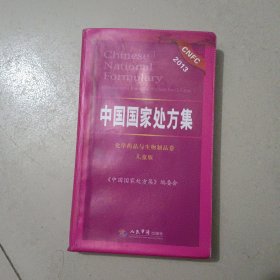 Chinese
National
Formulary
CNFC
2013
中国国家处方集
化学药品与生物制品卷
儿童版
《中国国家处方集》编委会
人民军医出版社